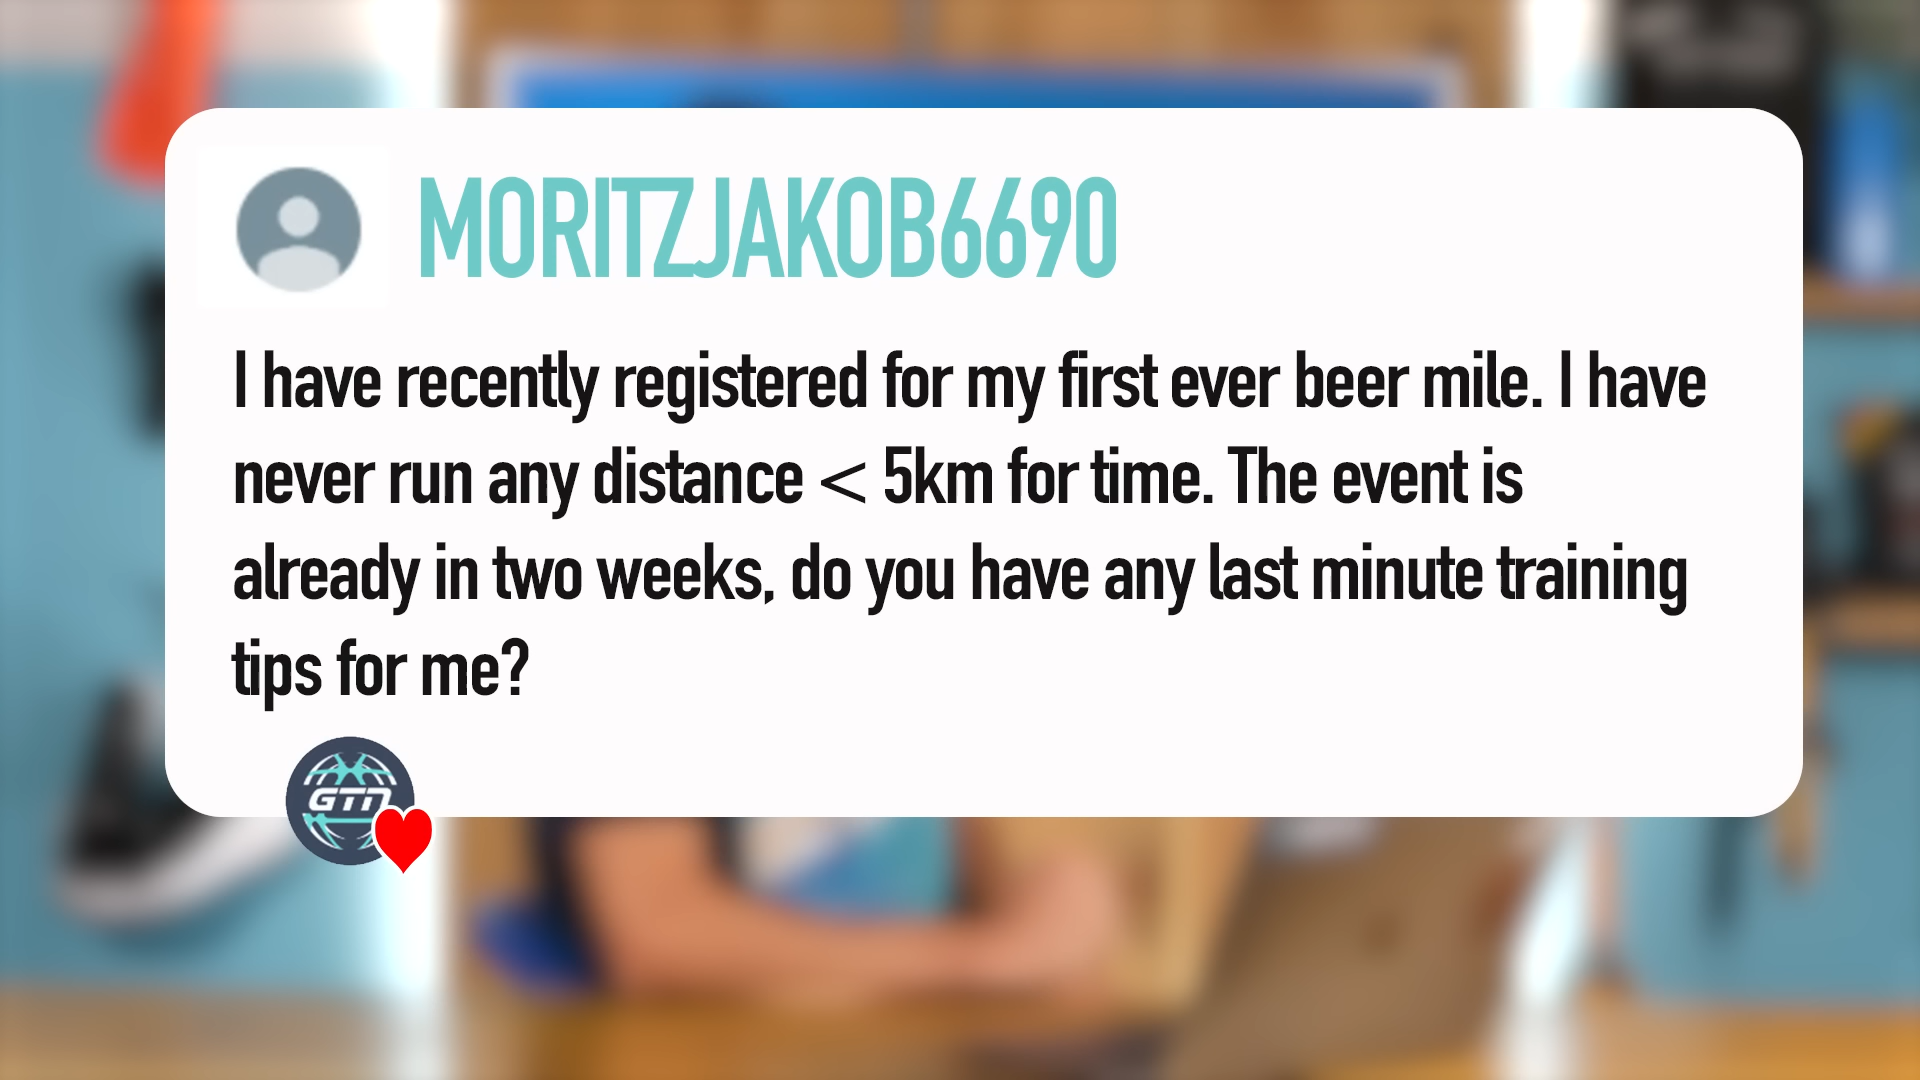 MORITZJAKOB6690
I have recently registered for my first ever beer mile. I have
never run any distance < 5km for time. The event is
already in two weeks, do you have any last minute training
tips for me?
GTN